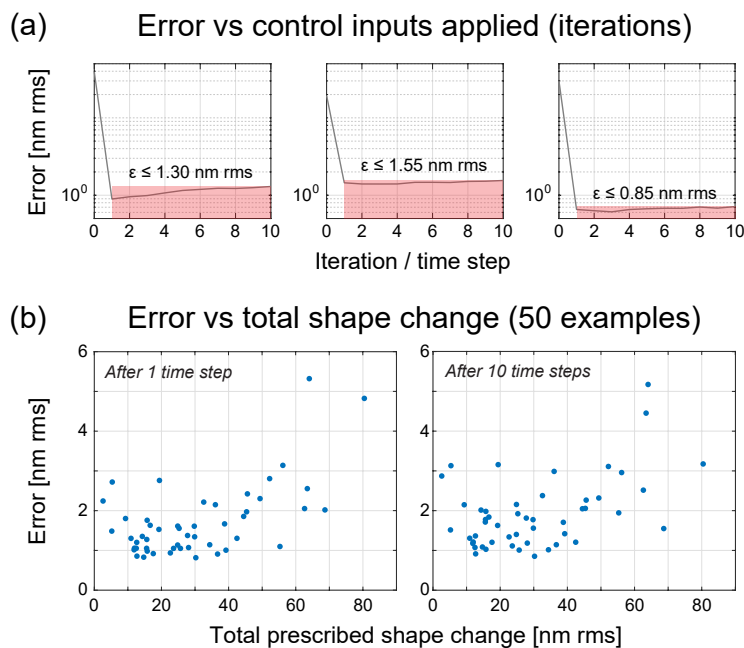 (a) Error vs control inputs applied (iterations)
Error [nm rms]
10⁰
ε ≤ 1.30 nm rms
0 2 4 6 8 10
10⁰
ε ≤ 1.55 nm rms
0 2 4 6 8 10
10⁰
ε ≤ 0.85 nm rms
0 2 4 6 8 10
Iteration / time step
(b) Error vs total shape change (50 examples)
Error [nm rms]
6
4
2
0
After 1 time step
0 20 40 60 80
6
4
2
0
After 10 time steps
0 20 40 60 80
Total prescribed shape change [nm rms]